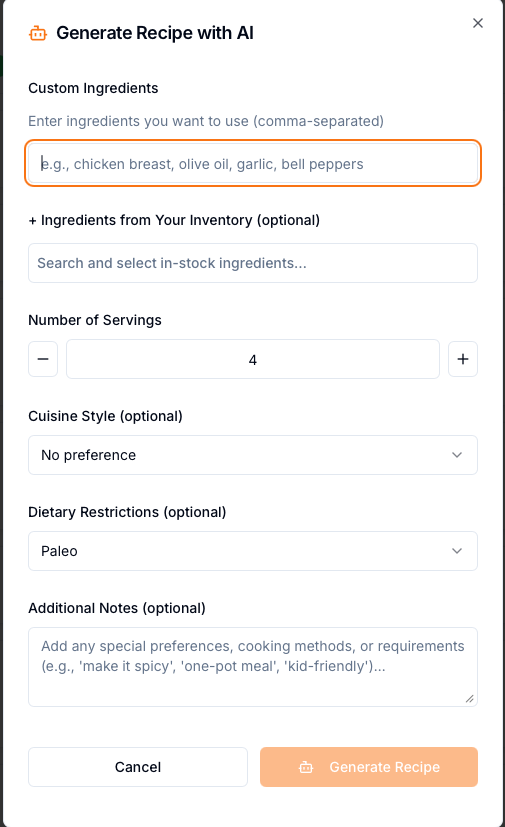 Generate Recipe with AI
Custom Ingredients
Enter ingredients you want to use (comma-separated)
e.g., chicken breast, olive oil, garlic, bell peppers
+ Ingredients from Your Inventory (optional)
Search and select in-stock ingredients...
Number of Servings
4
Cuisine Style (optional)
No preference
Dietary Restrictions (optional)
Paleo
Additional Notes (optional)
Add any special preferences, cooking methods, or requirements
(e.g., 'make it spicy', 'one-pot meal', 'kid-friendly')...
Cancel
Generate Recipe